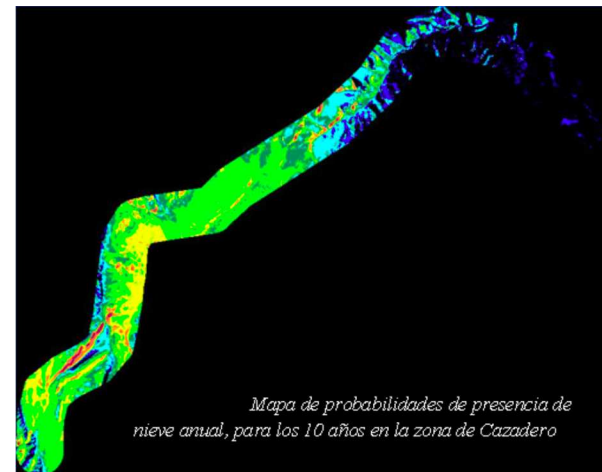 Mapa de probabilidades de presencia de
nieve anual, para los 10 años en la zona de Cazadero